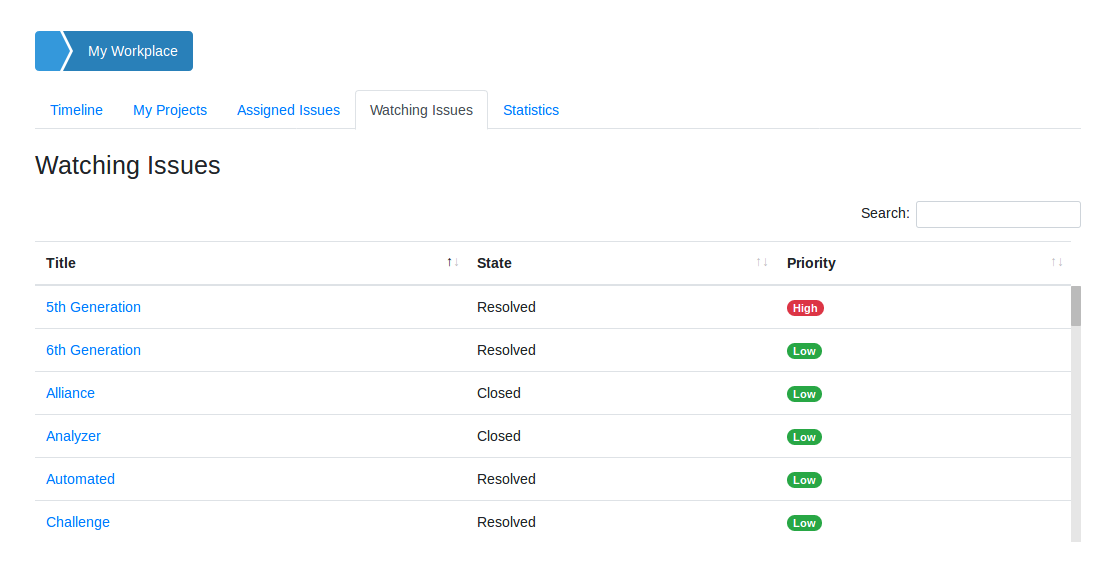 My Workplace
Timeline My Projects Assigned Issues Watching Issues Statistics
Watching Issues
Search:
Title ↑↓ State ↑↓ Priority ↑↓
5th Generation Resolved High
6th Generation Resolved Low
Alliance Closed Low
Analyzer Closed Low
Automated Resolved Low
Challenge Resolved Low